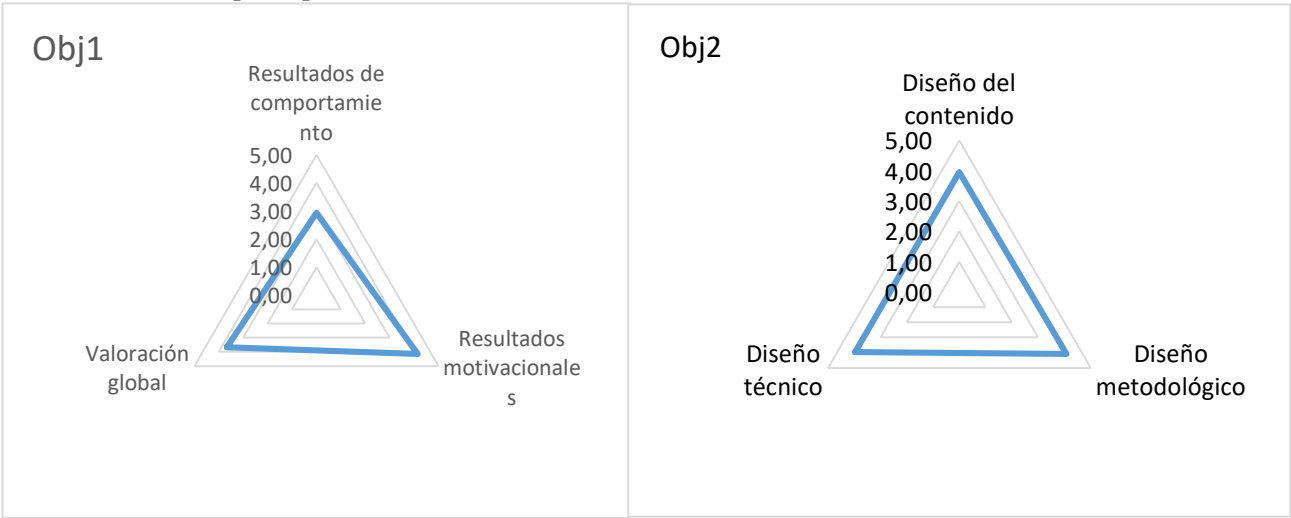 Obj1
Resultados de
comportamie
nto
5,00
4,00
3,00
2,00
1,00
0,00
Resultados
motivacionale
s
Valoración
global
Obj2
Diseño del
contenido
5,00
4,00
3,00
2,00
1,00
0,00
Diseño
metodológico
Diseño
técnico